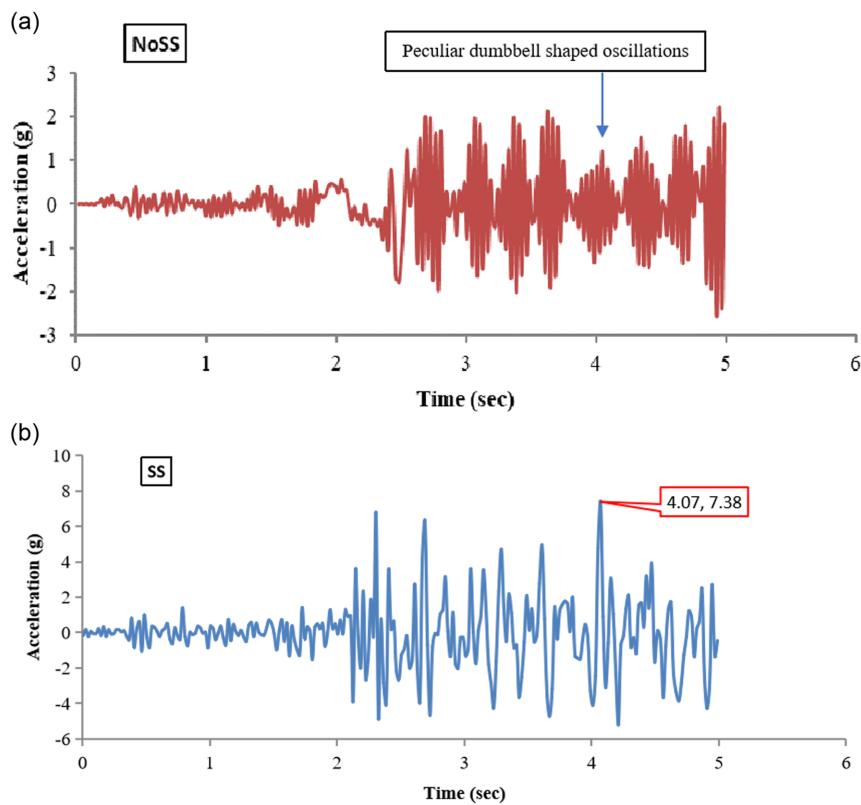 (a)
NoSS
Peculiar dumbbell shaped oscillations
3
2
1
0
-1
-2
-3
Acceleration (g)
0 1 2 3 4 5 6
Time (sec)
(b)
SS
4.07, 7.38
10
8
6
4
2
0
-2
-4
-6
Acceleration (g)
0 1 2 3 4 5 6
Time (sec)